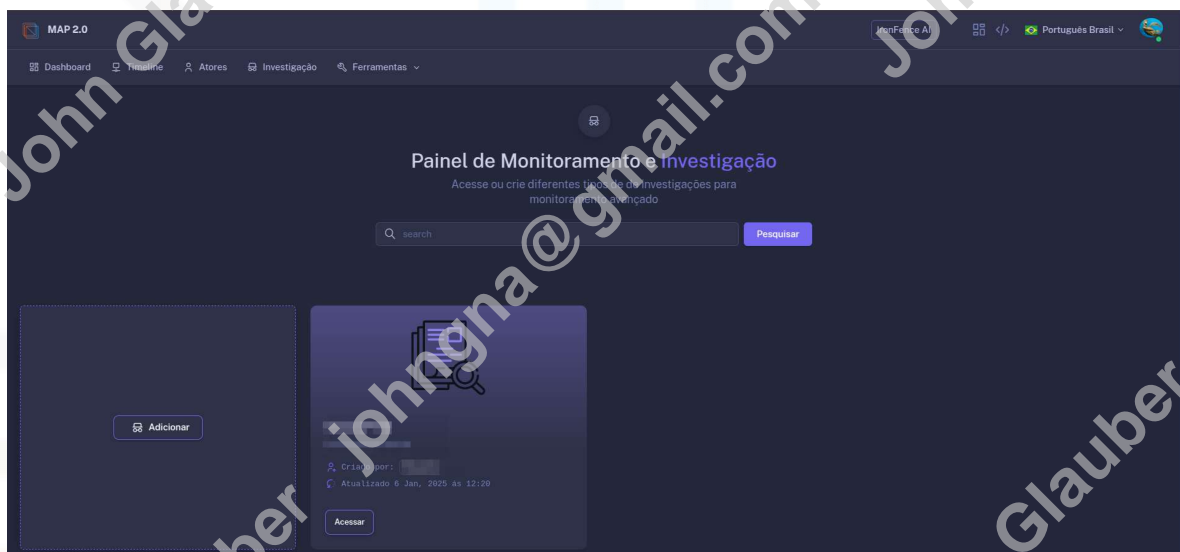 MAP 2.0
IronFence AI
</>
Português Brasil
Dashboard
Timeline
Atores
Investigação
Ferramentas
Painel de Monitoramento e Investigação
Acesse ou crie diferentes tipos de de investigações para
monitoramento avançado
search
Pesquisar
Adicionar
Criado por:
Atualizado 6 Jan, 2025 às 12:20
Acessar
John Glauber johngna@gmail.com
John
Glauber